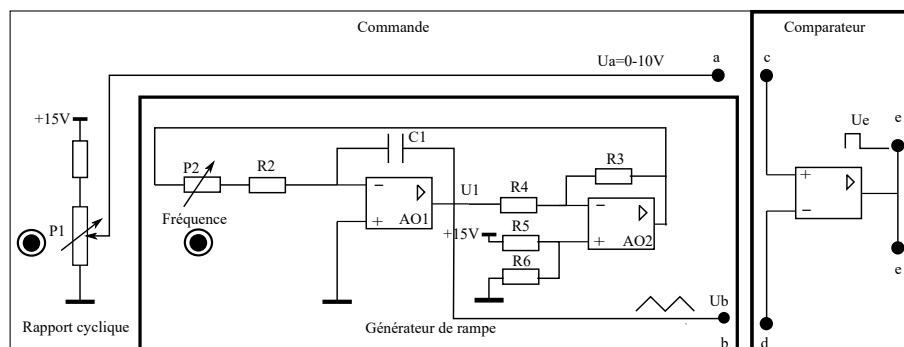 Commande
Comparateur
Ua=0-10V
a
c
+15V
C1
Ue
e
P2
R2
R3
U1
R4
+
−
−
+
AO1
Fréquence
P1
R5
+15V
−
+
AO2
R6
e
Ub
Rapport cyclique
Générateur de rampe
b
d